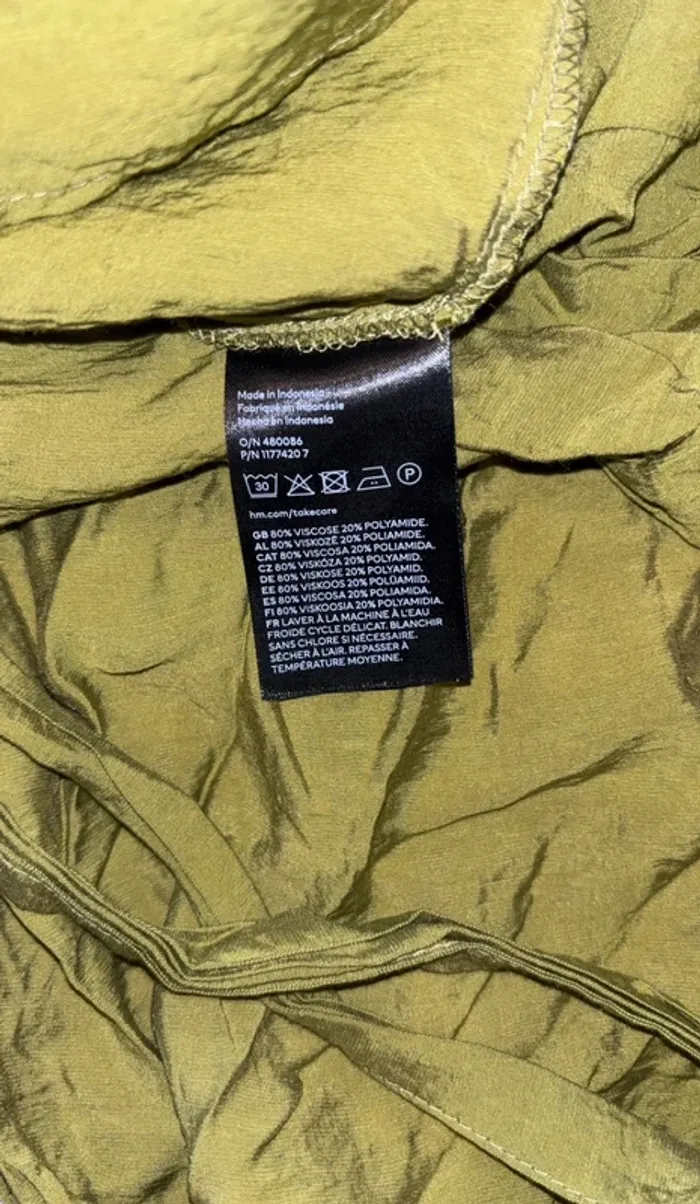 Made in Indonesia
Fabriqué en Indonésie
Hecho en Indonesia
O/N 480086
P/N 1177420 7
30
P
hm.com/takecare
GB 80% VISCOSE 20% POLYAMIDE.
AL 80% VISKOZË 20% POLIAMIDE.
CAT 80% VISCOSA 20% POLIAMIDA.
CZ 80% VISKÓZA 20% POLYAMID.
DE 80% VISKOSE 20% POLYAMID.
EE 80% VISKOOS 20% POLÜAMIID.
ES 80% VISCOSA 20% POLIAMIDA.
FI 80% VISKOOSIA 20% POLYAMIDIA.
FR LAVER À LA MACHINE À L'EAU
FROIDE CYCLE DÉLICAT. BLANCHIR
SANS CHLORE SI NÉCESSAIRE.
SÉCHER À L'AIR. REPASSER À
TEMPÉRATURE MOYENNE.